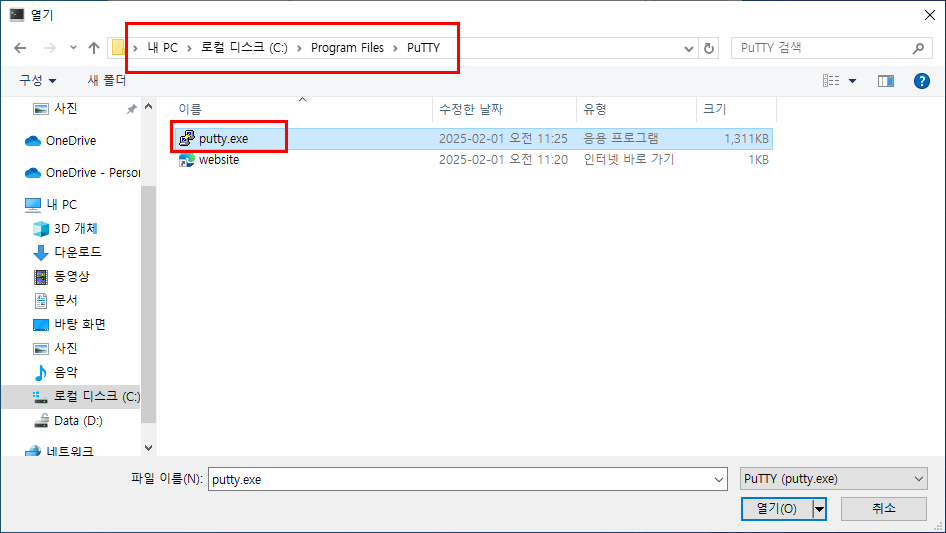 열기
내 PC > 로컬 디스크 (C:) > Program Files > PuTTY
PuTTY 검색
구성
새 폴더
사진
OneDrive
OneDrive - Person
내 PC
3D 개체
다운로드
동영상
문서
바탕 화면
사진
음악
로컬 디스크 (C:)
Data (D:)
네트워크
이름 수정한 날짜 유형 크기
putty.exe 2025-02-01 오전 11:25 응용 프로그램 1,311KB
website 2025-02-01 오전 11:20 인터넷 바로 가기 1KB
파일 이름(N): putty.exe
PuTTY (putty.exe)
열기(O)
취소